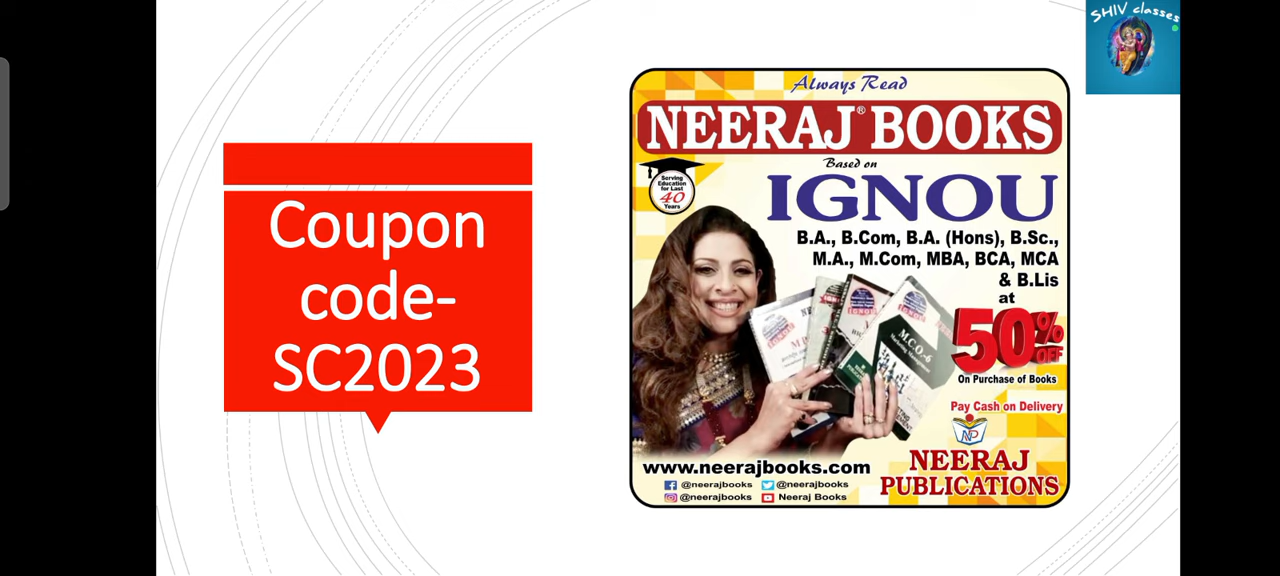 SHIV classes
Coupon
code-
SC2023
Always Read
NEERAJ® BOOKS
Based on
IGNOU
Serving
Education
for Last
40
Years
B.A., B.Com, B.A. (Hons), B.Sc.,
M.A., M.Com, MBA, BCA, MCA
& B.Lis
at
50% OFF
On Purchase of Books
M.C.O.-6
Pay Cash on Delivery
NP
NEERAJ
PUBLICATIONS
www.neerajbooks.com
@neerajbooks @neerajbooks
@neerajbooks Neeraj Books